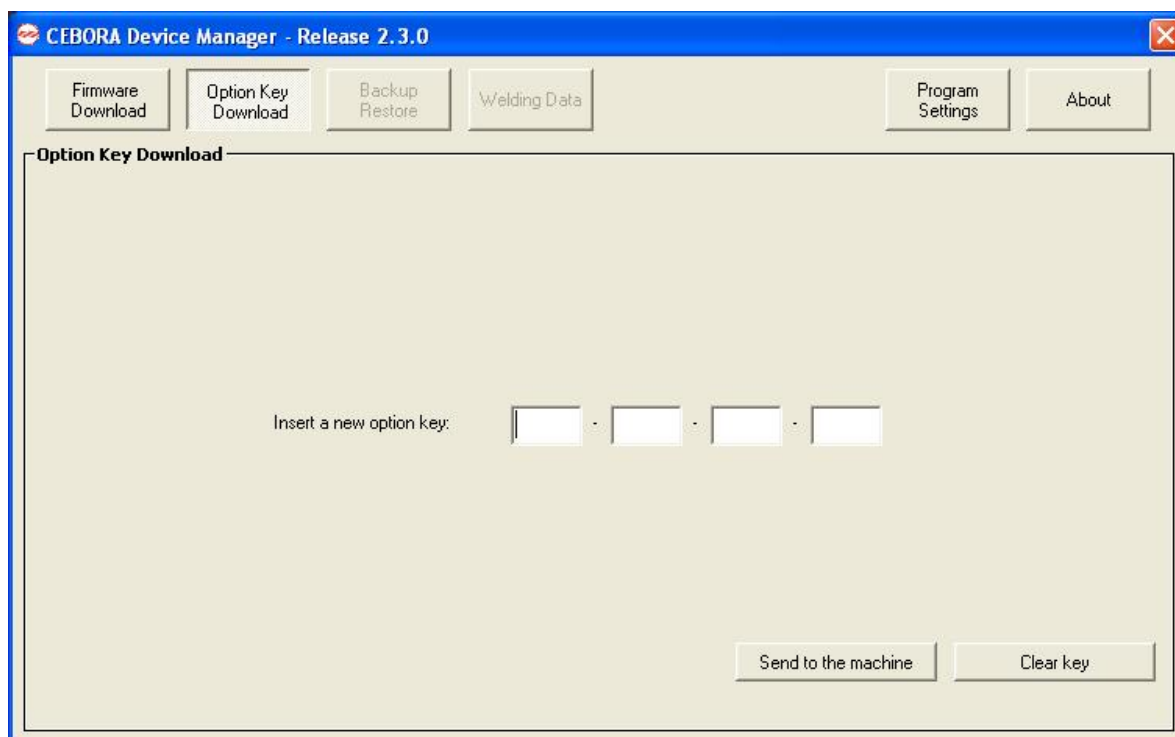 CEBORA Device Manager - Release 2.3.0
Firmware
Download
Option Key
Download
Backup
Restore
Welding Data
Program
Settings
About
Option Key Download
Insert a new option key:
- - -
Send to the machine
Clear key